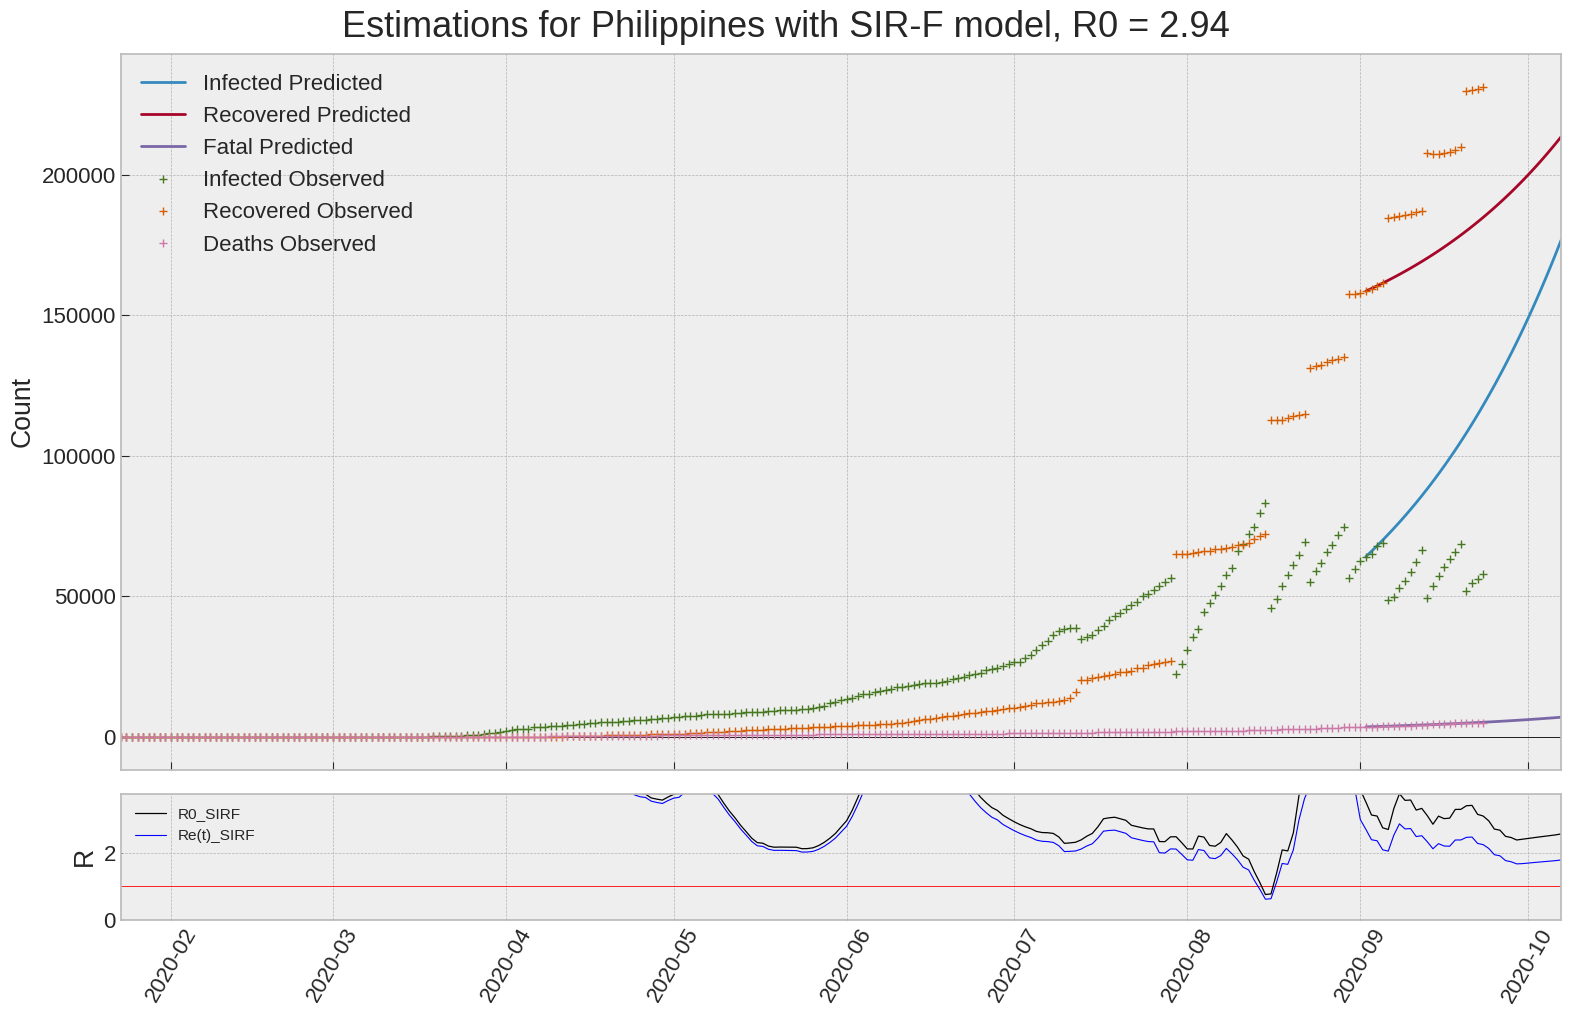 Estimations for Philippines with SIR-F model, R0 = 2.94
Infected Predicted
Recovered Predicted
Fatal Predicted
Infected Observed
Recovered Observed
Deaths Observed
200000
150000
100000
50000
0
Count
R0_SIRF
Re(t)_SIRF
R
2
0
2020-02
2020-03
2020-04
2020-05
2020-06
2020-07
2020-08
2020-09
2020-10